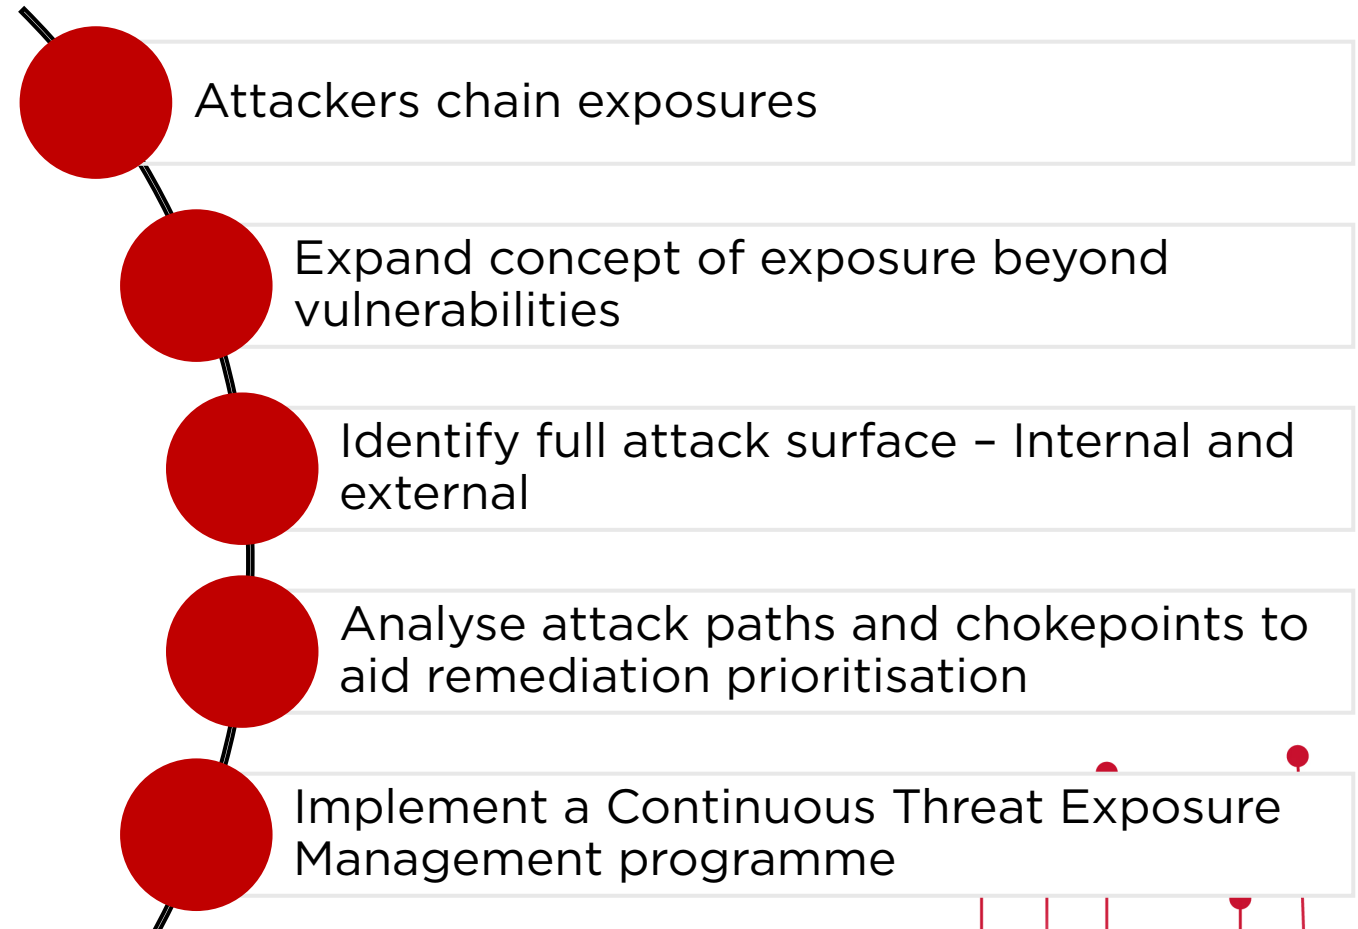 Attackers chain exposures
Expand concept of exposure beyond
vulnerabilities
Identify full attack surface – Internal and
external
Analyse attack paths and chokepoints to
aid remediation prioritisation
Implement a Continuous Threat Exposure
Management programme